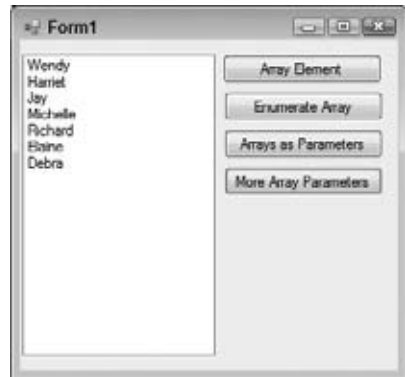 Form1
Wendy
Harriet
Jay
Michelle
Richard
Elaine
Debra
Array Element
Enumerate Array
Arrays as Parameters
More Array Parameters